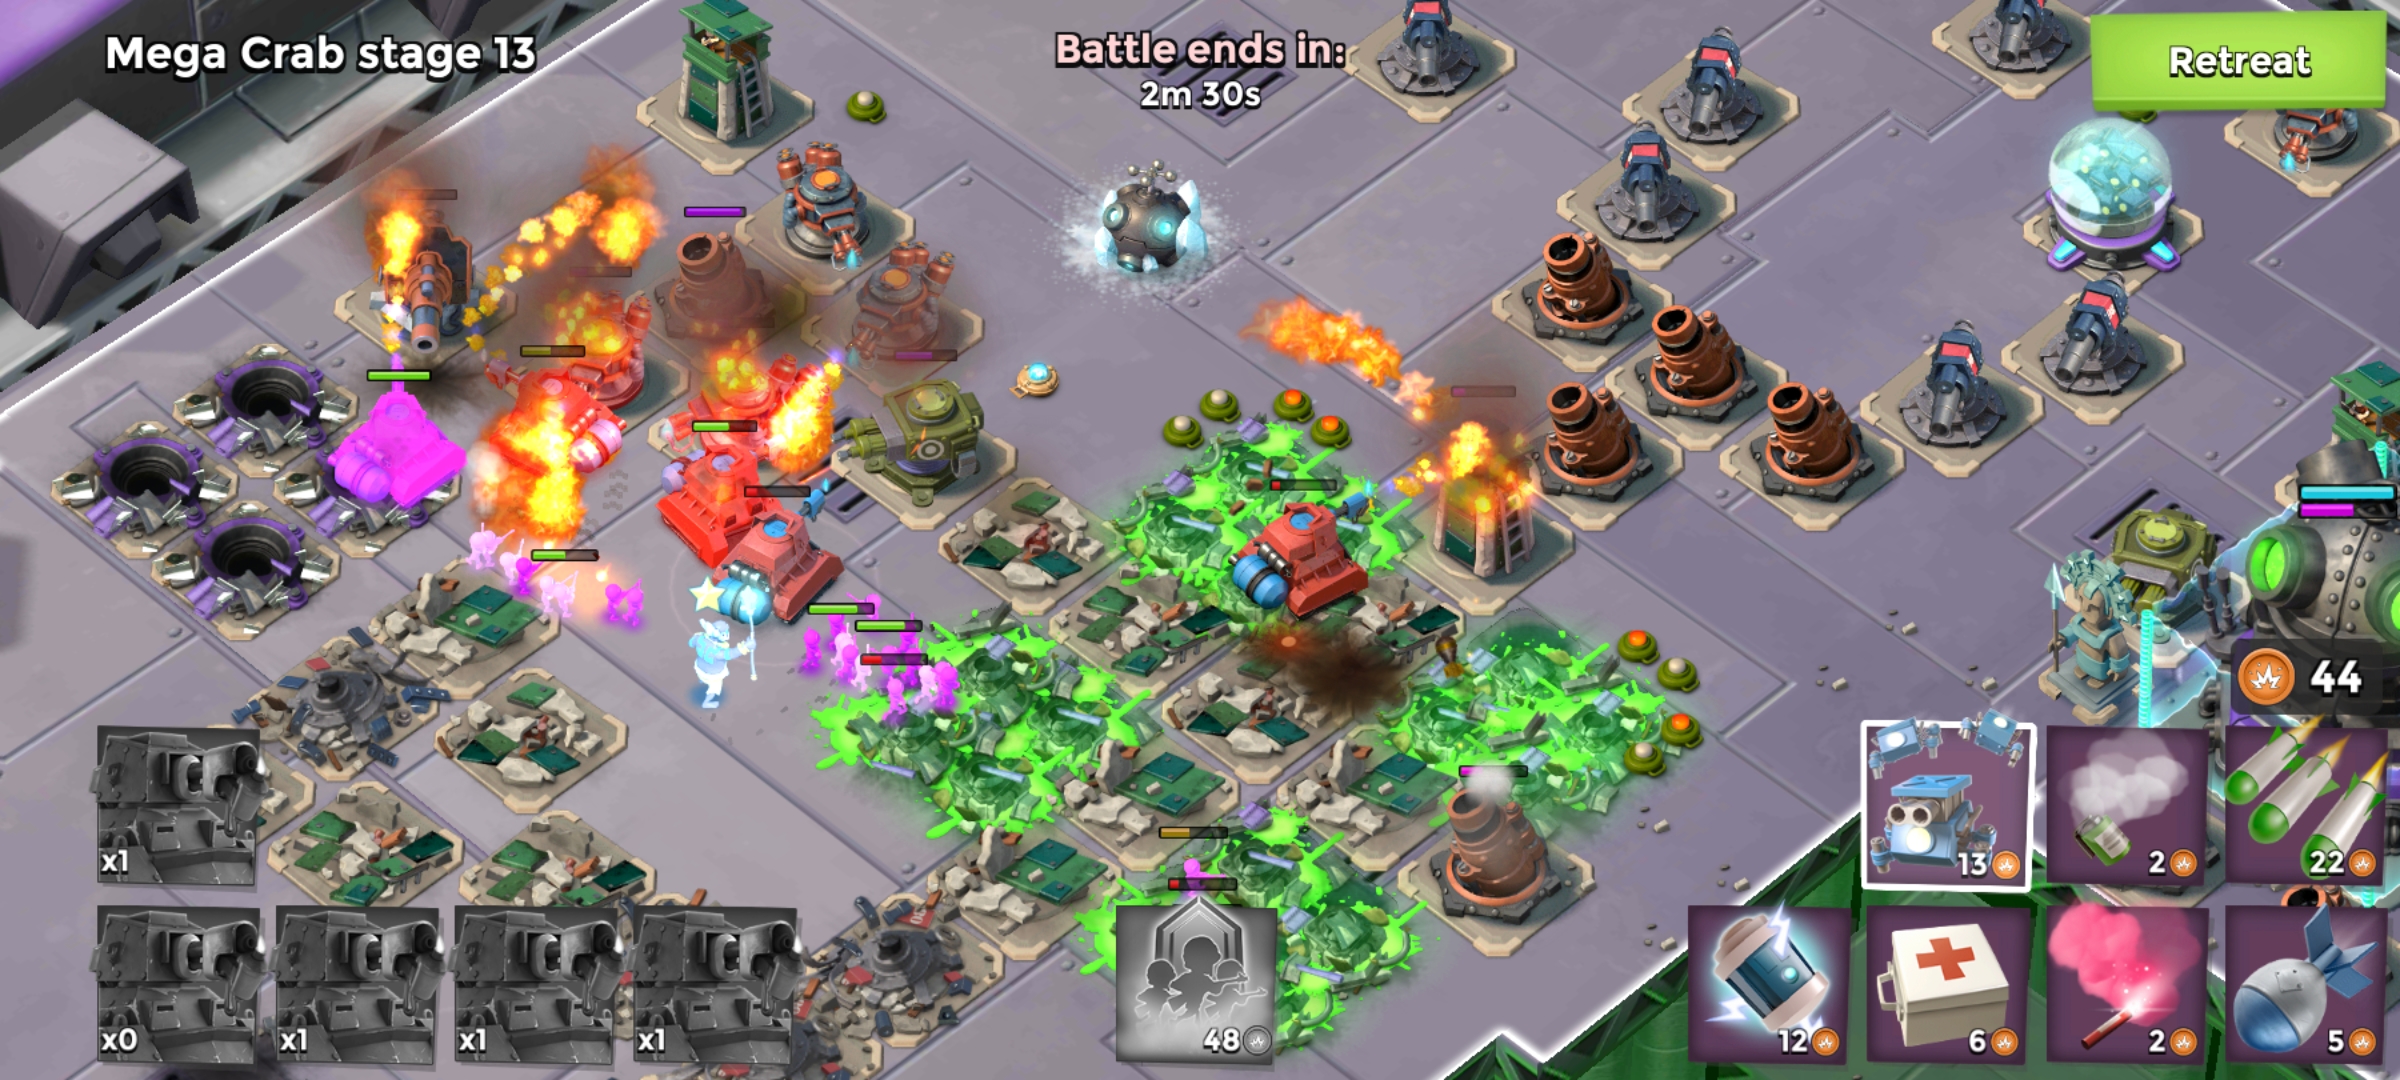 Mega Crab stage 13
Battle ends in:
2m 30s
Retreat
44
13
2
22
x1
x0
x1
x1
x1
48
12
6
2
5